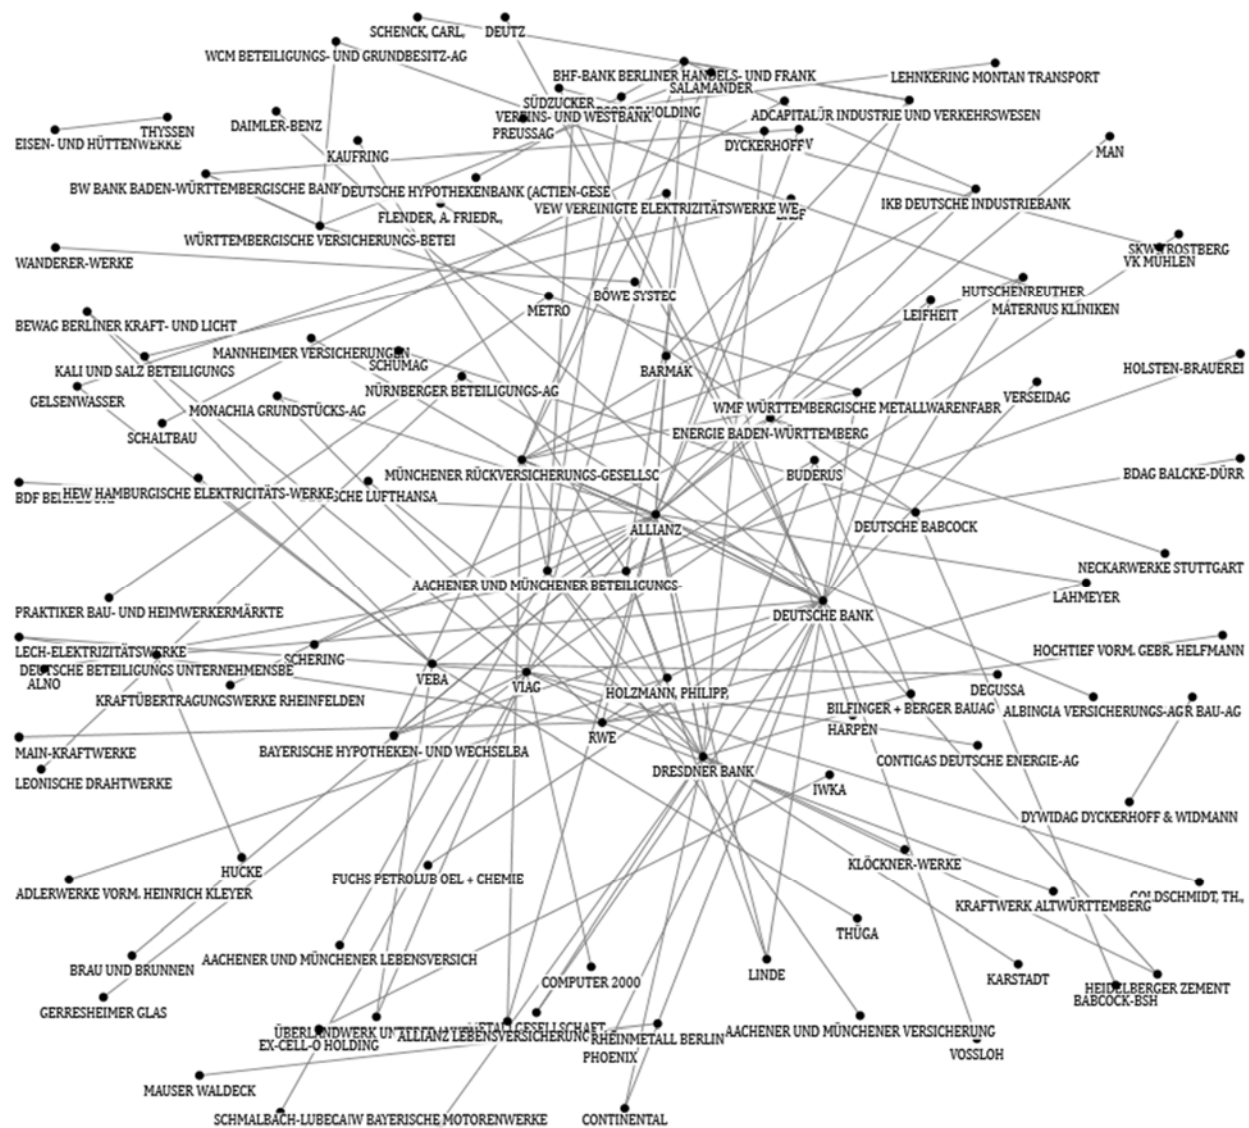 SCHENCK, CARL,
DEUTZ
WCM BETEILIGUNGS- UND GRUNDBESITZ-AG
BHF-BANK BERLINER HANDELS- UND FRANK
LEHNKERING MONTAN TRANSPORT
SALAMANDER
SÜDZUCKER
HOLDING
VEREINS- UND WESTBANK
ADCAPITAL
INDUSTRIE UND VERKEHRSWESEN
DAIMLER-BENZ
THYSSEN
PREUSSAG
EISEN- UND HÜTTENWERKE
DYCKERHOFF
KAUFRING
MAN
BW BANK BADEN-WÜRTTEMBERGISCHE BANK
DEUTSCHE HYPOTHEKENBANK (ACTIEN-GESE
VEW VEREINIGTE ELEKTRIZITÄTSWERKE WE
IKB DEUTSCHE INDUSTRIEBANK
FLENDER, A. FRIEDR.,
WÜRTTEMBERGISCHE VERSICHERUNGS-BETEI
SKW TROSTBERG
VK MÜHLEN
WANDERER-WERKE
BÖWE SYSTEC
HUTSCHENREUTHER
METRO
MATERNUS KLINIKEN
LEIFHEIT
BEWAG BERLINER KRAFT- UND LICHT
MANNHEIMER VERSICHERUNGEN
SCHUMAG
KALI UND SALZ BETEILIGUNGS
BARMAK
HOLSTEN-BRAUEREI
NÜRNBERGER BETEILIGUNGS-AG
VERSEIDAG
GELSENWASSER
MONACHIA GRUNDSTÜCKS-AG
WMF WÜRTTEMBERGISCHE METALLWARENFABR
SCHALTBAU
ENERGIE BADEN-WÜRTTEMBERG
MÜNCHENER RÜCKVERSICHERUNGS-GESELLSC
BUDERUS
BDAG BALCKE-DÜRR
BDF
HEW HAMBURGISCHE ELEKTRICITÄTS-WERKE
LUFTHANSA
ALLIANZ
DEUTSCHE BABCOCK
NECKARWERKE STUTTGART
AACHENER UND MÜNCHENER BETEILIGUNGS-
LAHMEYER
PRAKTIKER BAU- UND HEIMWERKERMÄRKTE
DEUTSCHE BANK
LECH-ELEKTRIZITÄTSWERKE
HOCHTIEF VORM. GEBR. HELFMANN
SCHERING
DEUTSCHE BETEILIGUNGS UNTERNEHMENSBE
VEBA
ALNO
VIAG
HOLZMANN, PHILIPP,
DEGUSSA
KRAFTÜBERTRAGUNGSWERKE RHEINFELDEN
BILFINGER + BERGER BAUAG
ALBINGIA VERSICHERUNGS-AG
BAU-AG
HARPEN
RWE
MAIN-KRAFTWERKE
BAYERISCHE HYPOTHEKEN- UND WECHSELBA
CONTIGAS DEUTSCHE ENERGIE-AG
DRESDNER BANK
LEONISCHE DRAHTWERKE
IWKA
DYWIDAG DYCKERHOFF & WIDMANN
KLÖCKNER-WERKE
HUCKE
FUCHS PETROLUB OEL + CHEMIE
ADLERWERKE VORM. HEINRICH KLEYER
GOLDSCHMIDT, TH.,
KRAFTWERK ALTWÜRTTEMBERG
THÜGA
AACHENER UND MÜNCHENER LEBENSVERSICH
BRAU UND BRUNNEN
LINDE
KARSTADT
COMPUTER 2000
HEIDELBERGER ZEMENT
BABCOCK-BSH
GERRESHEIMER GLAS
ÜBERLANDWERK
METALLGESELLSCHAFT
AACHENER UND MÜNCHENER VERSICHERUNG
ALLIANZ LEBENSVERSICHERUNG
RHEINMETALL BERLIN
EX-CELL-O HOLDING
PHOENIX
VOSSLOH
MAUSER WALDECK
SCHMALBACH-LUBECA
BAYERISCHE MOTORENWERKE
CONTINENTAL